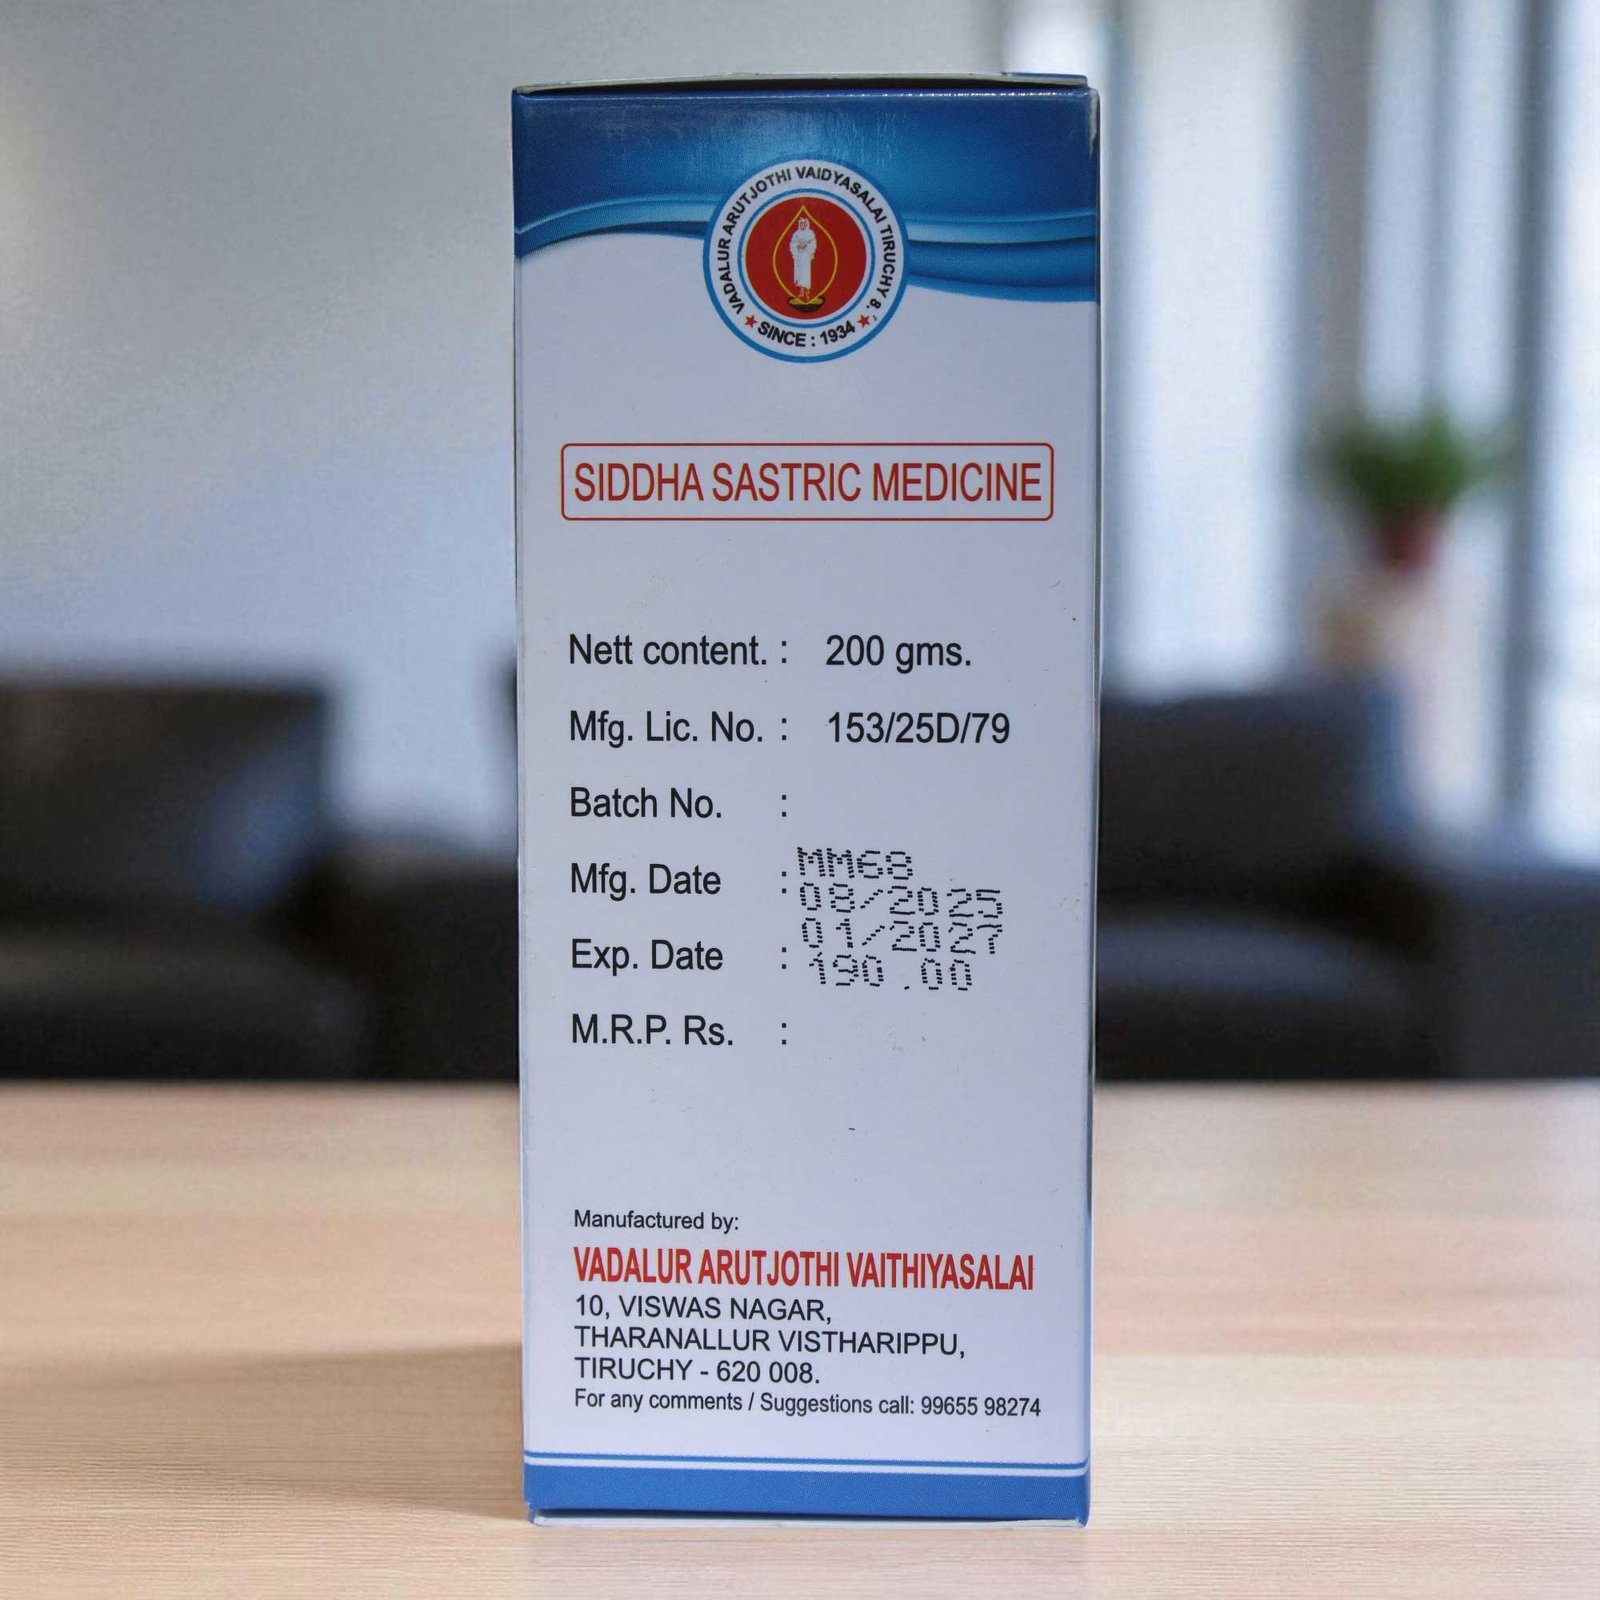 VADALUR ARUTJOTHI VAIDYASALAI TIRUCHY 8.
SINCE : 1934
SIDDHA SASTRIC MEDICINE
Nett content. : 200 gms.
Mfg. Lic. No. : 153/25D/79
Batch No. :
MM68
Mfg. Date :
08/2025
01/2027
Exp. Date :
190.00
M.R.P. Rs. :
Manufactured by:
VADALUR ARUTJOTHI VAITHIYASALAI
10, VISWAS NAGAR,
THARANALLUR VISTHARIPPU,
TIRUCHY - 620 008.
For any comments / Suggestions call: 99655 98274